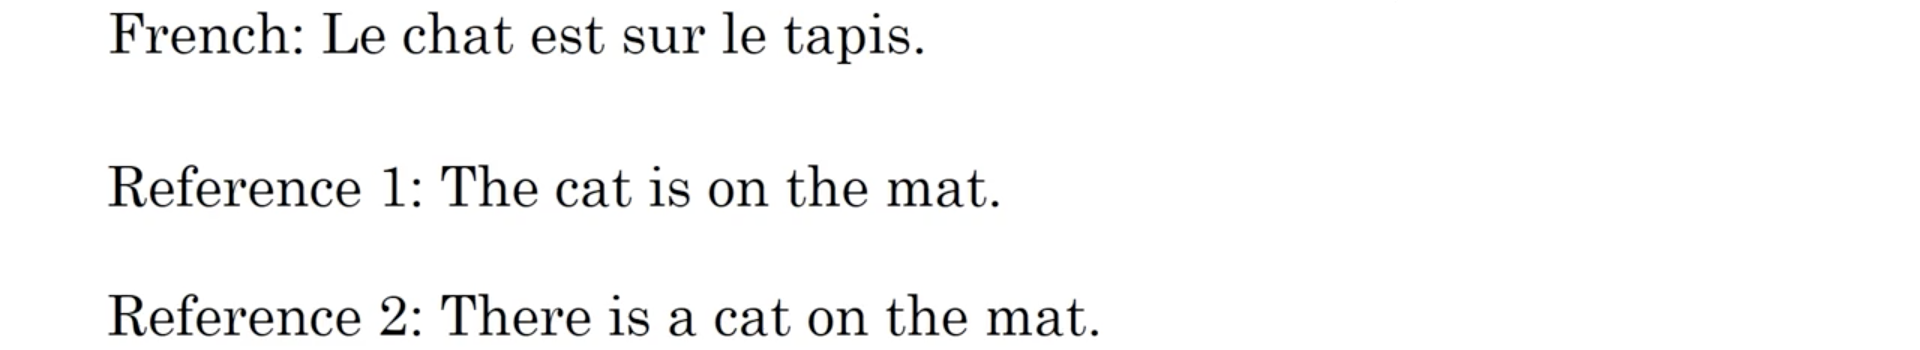 French: Le chat est sur le tapis.
Reference 1: The cat is on the mat.
Reference 2: There is a cat on the mat.